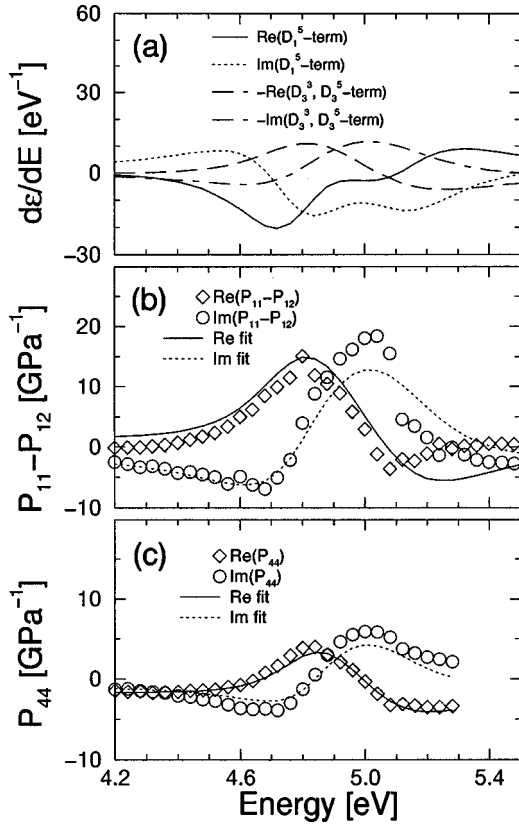 60
30
0
-30
dε/dE [eV⁻¹]
(a)
Re(D₁⁵-term)
Im(D₁⁵-term)
-Re(D₃³, D₃⁵-term)
-Im(D₃³, D₃⁵-term)
20
10
0
-10
P₁₁-P₁₂ [GPa⁻¹]
(b)
Re(P₁₁-P₁₂)
Im(P₁₁-P₁₂)
Re fit
Im fit
10
0
-10
P₄₄ [GPa⁻¹]
(c)
Re(P₄₄)
Im(P₄₄)
Re fit
Im fit
4.2 4.6 5.0 5.4
Energy [eV]